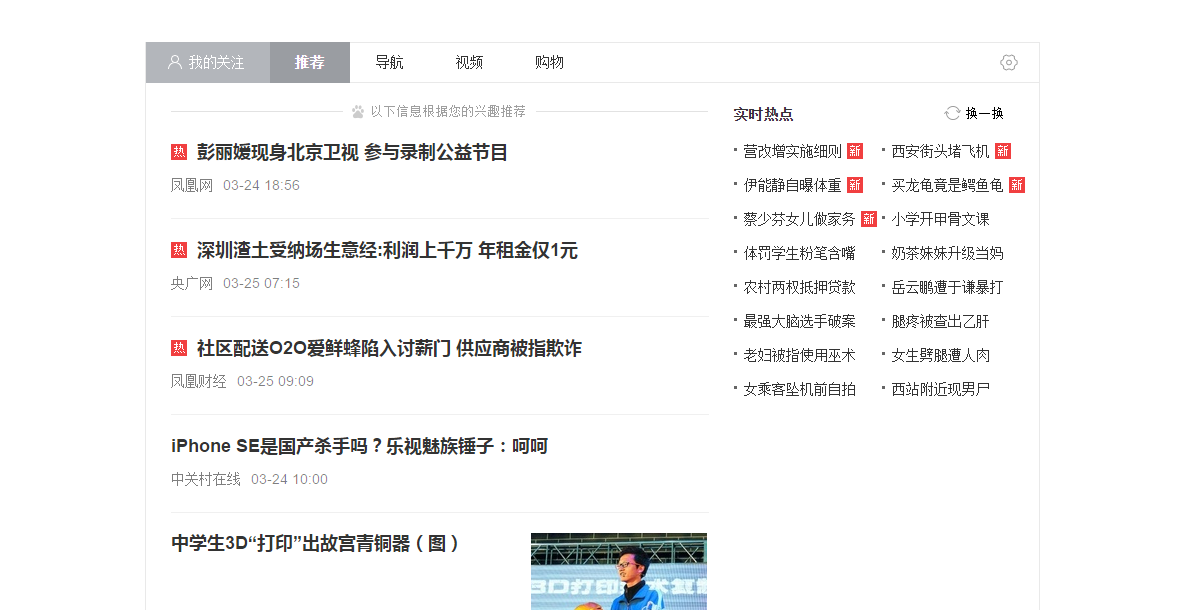 我的关注 推荐 导航 视频 购物
以下信息根据您的兴趣推荐
热 彭丽媛现身北京卫视 参与录制公益节目
凤凰网 03-24 18:56
热 深圳渣土受纳场生意经:利润上千万 年租金仅1元
央广网 03-25 07:15
热 社区配送O2O爱鲜蜂陷入讨薪门 供应商被指欺诈
凤凰财经 03-25 09:09
iPhone SE是国产杀手吗？乐视魅族锤子：呵呵
中关村在线 03-24 10:00
中学生3D“打印”出故宫青铜器（图）
3D打印
实时热点 换一换
营改增实施细则 新 西安街头堵飞机 新
伊能静自曝体重 新 买龙龟竟是鳄鱼龟 新
蔡少芬女儿做家务 新 小学开甲骨文课
体罚学生粉笔含嘴 奶茶妹妹升级当妈
农村两权抵押贷款 岳云鹏遭于谦暴打
最强大脑选手破案 腿疼被查出乙肝
老妇被指使用巫术 女生劈腿遭人肉
女乘客坠机前自拍 西站附近现男尸